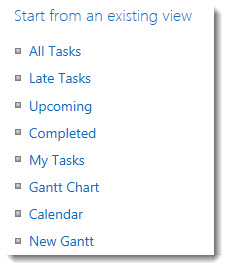 Start from an existing view
All Tasks
Late Tasks
Upcoming
Completed
My Tasks
Gantt Chart
Calendar
New Gantt